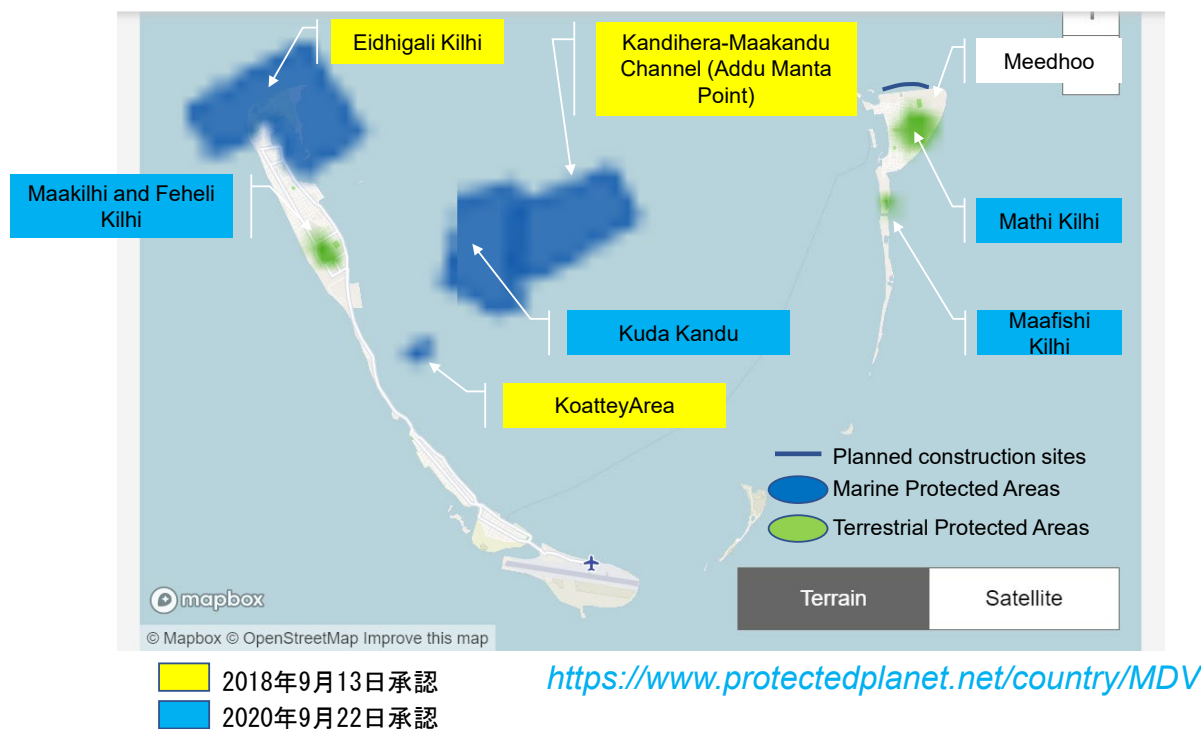 Eidhigali Kilhi
Kandihera-Maakandu
Channel (Addu Manta
Point)
Meedhoo
Maakilhi and Feheli
Kilhi
Mathi Kilhi
Kuda Kandu
Maafishi
Kilhi
KoatteyArea
Planned construction sites
Marine Protected Areas
Terrestrial Protected Areas
mapbox
Terrain
Satellite
© Mapbox © OpenStreetMap Improve this map
2018年9月13日承認
https://www.protectedplanet.net/country/MDV
2020年9月22日承認